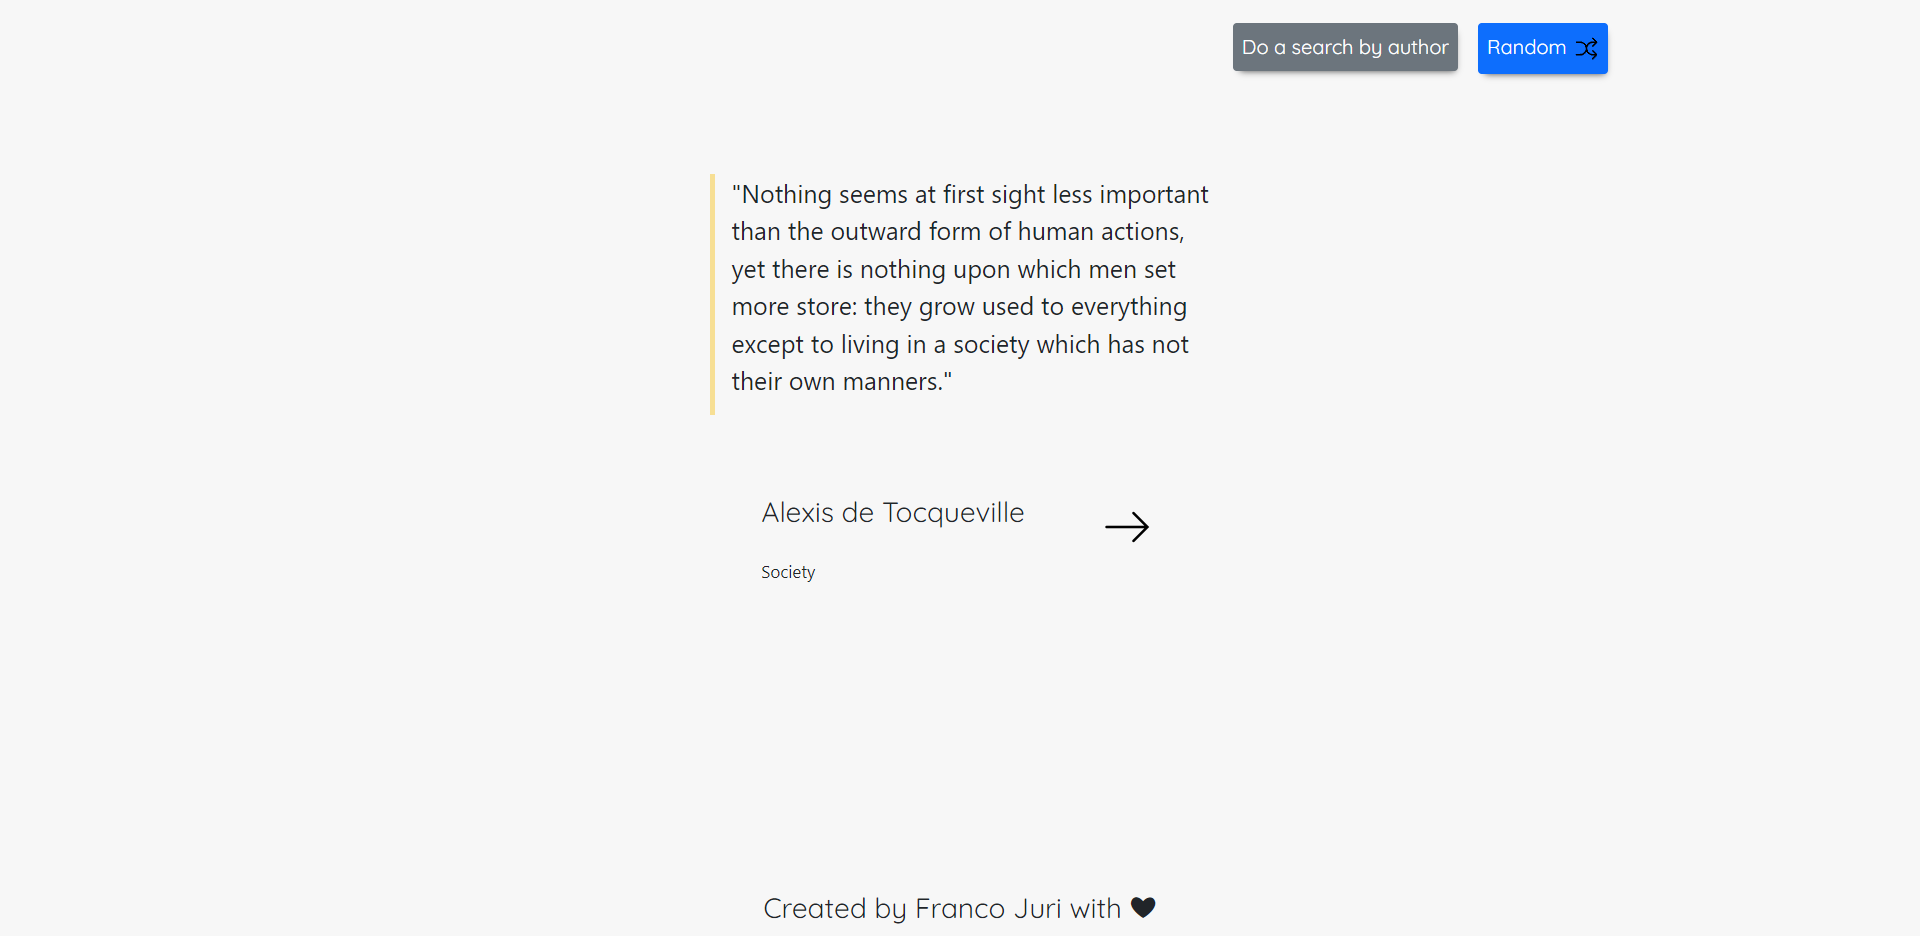 Do a search by author
Random
"Nothing seems at first sight less important
than the outward form of human actions,
yet there is nothing upon which men set
more store: they grow used to everything
except to living in a society which has not
their own manners."
Alexis de Tocqueville
Society
Created by Franco Juri with